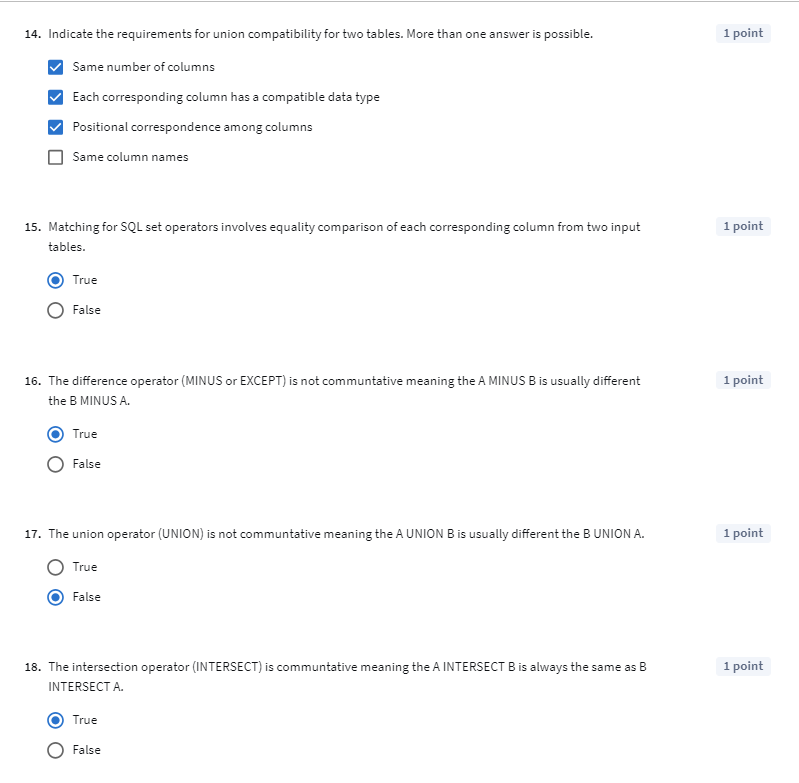 14. Indicate the requirements for union compatibility for two tables. More than one answer is possible. 1 point
Same number of columns
Each corresponding column has a compatible data type
Positional correspondence among columns
Same column names
15. Matching for SQL set operators involves equality comparison of each corresponding column from two input 1 point
tables.
True
False
16. The difference operator (MINUS or EXCEPT) is not communtative meaning the A MINUS B is usually different 1 point
the B MINUS A.
True
False
17. The union operator (UNION) is not communtative meaning the A UNION B is usually different the B UNION A. 1 point
True
False
18. The intersection operator (INTERSECT) is communtative meaning the A INTERSECT B is always the same as B 1 point
INTERSECT A.
True
False